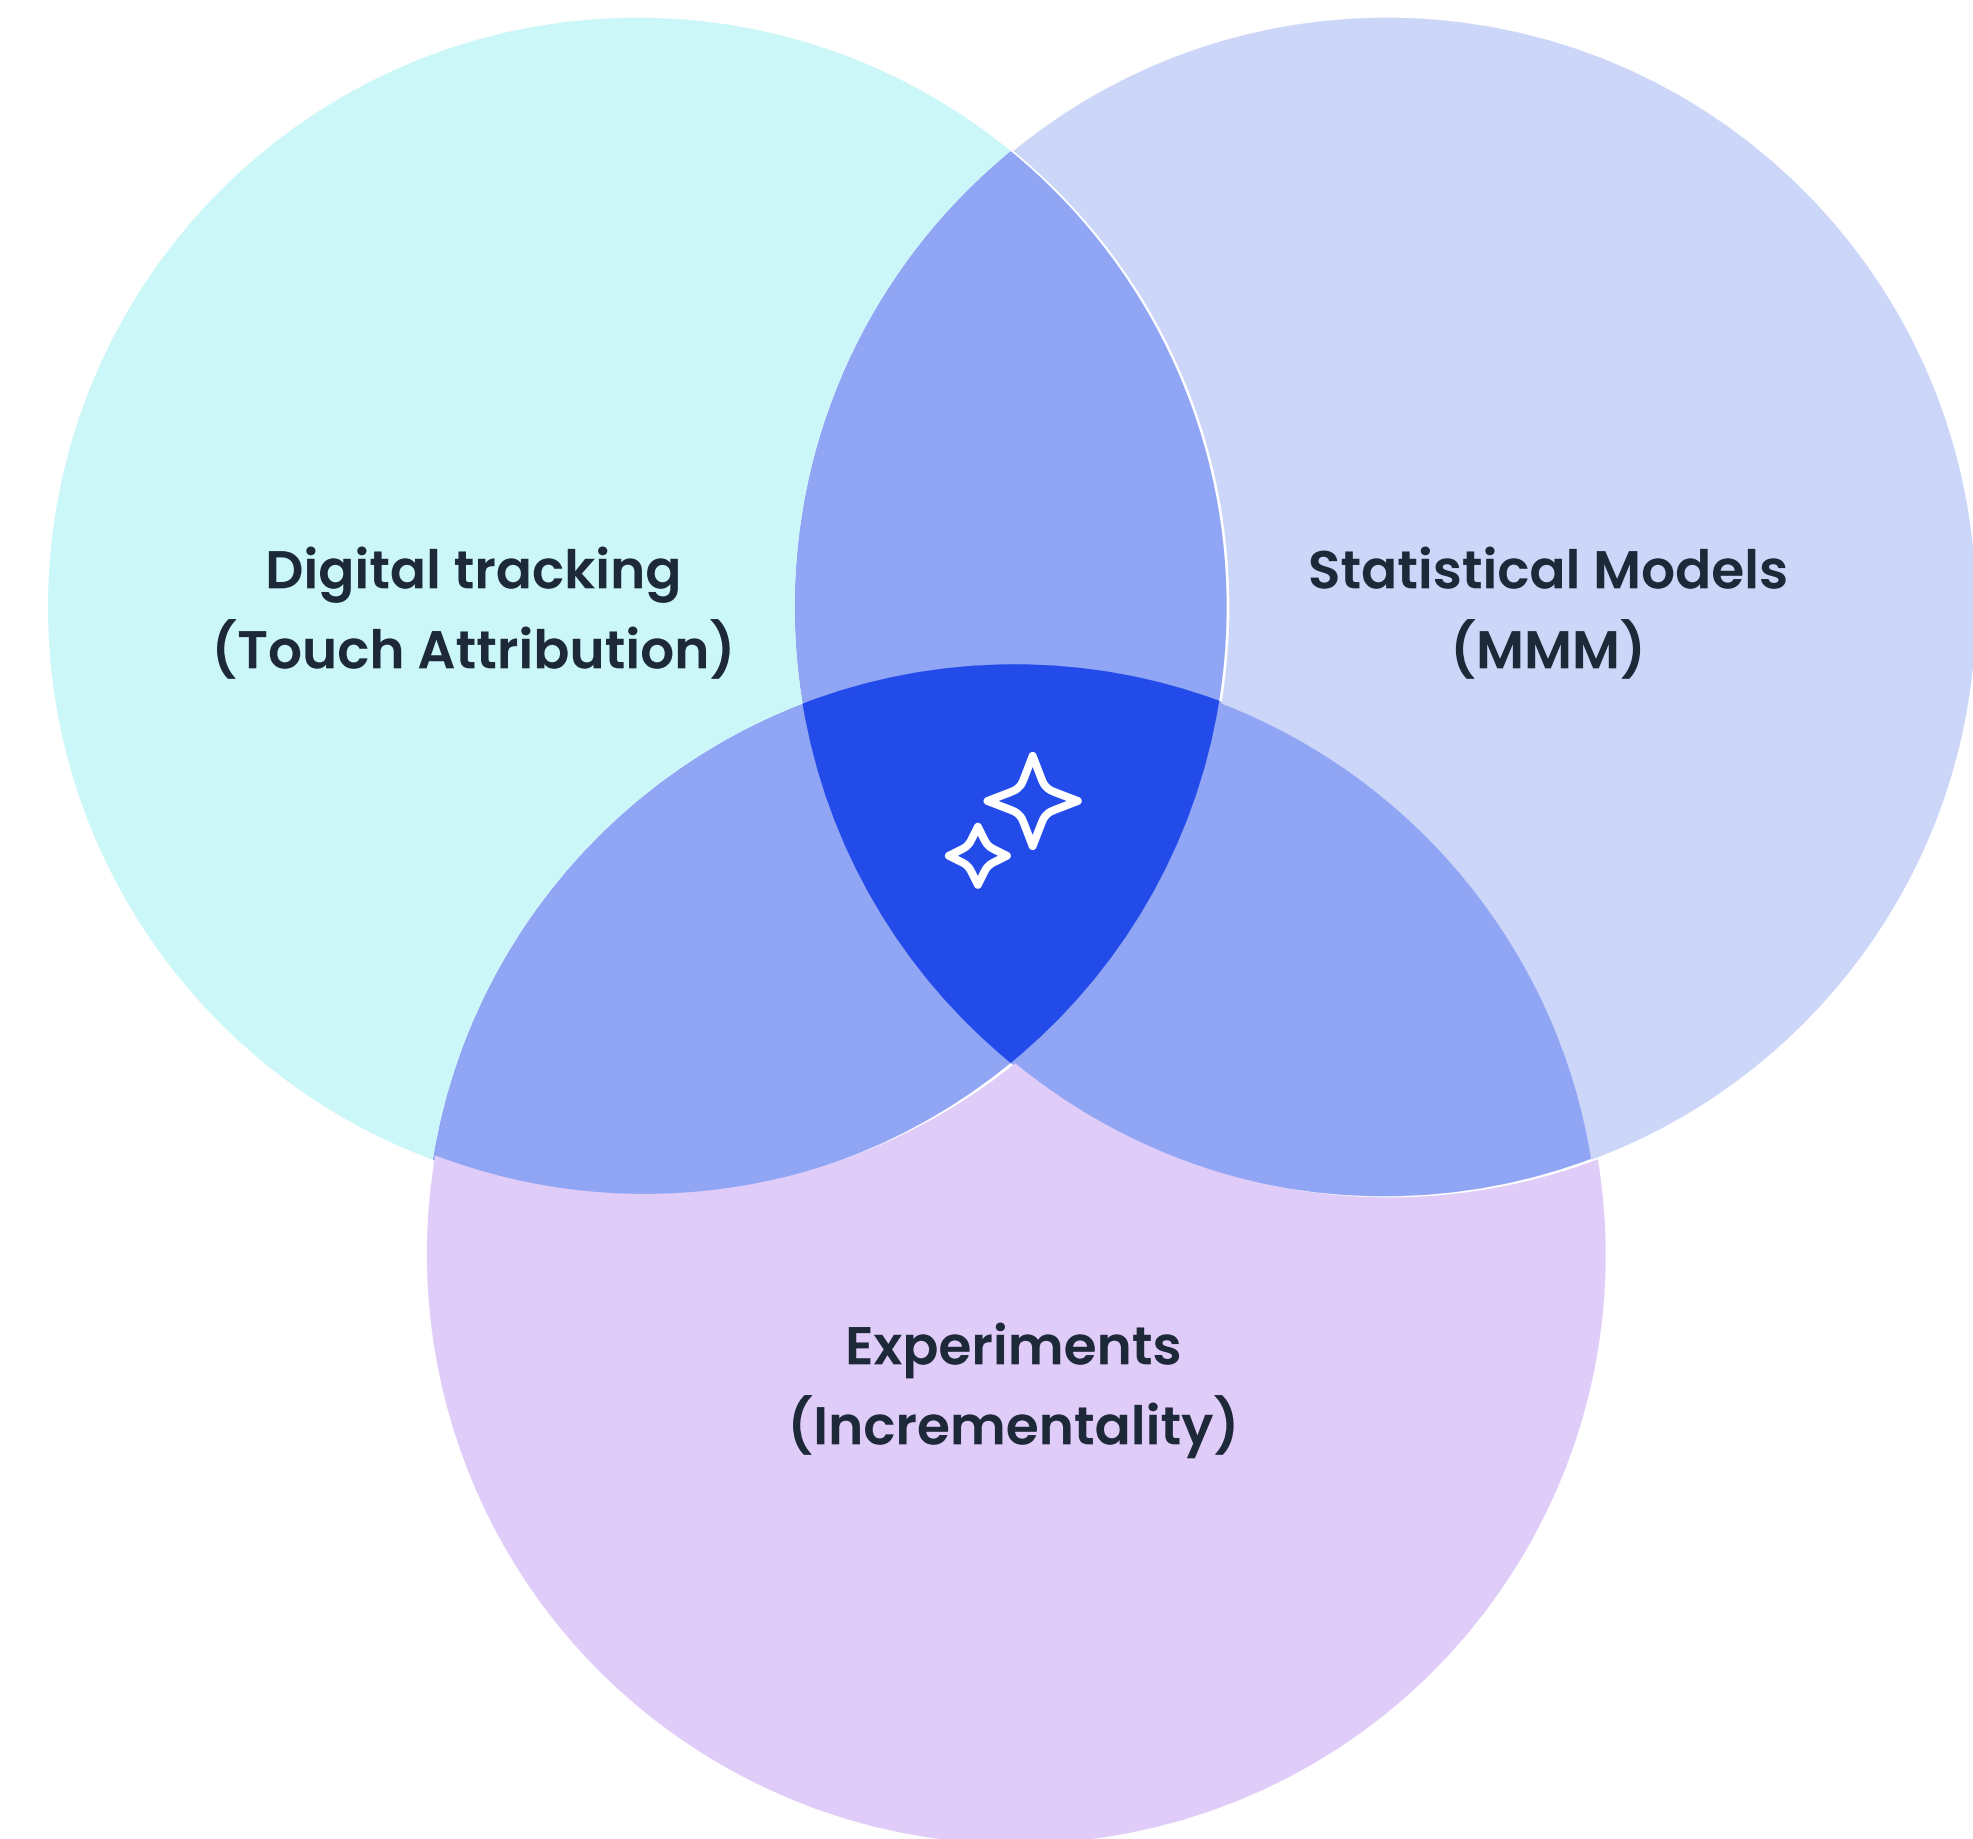 Digital tracking
(Touch Attribution)
Statistical Models
(MMM)
Experiments
(Incrementality)